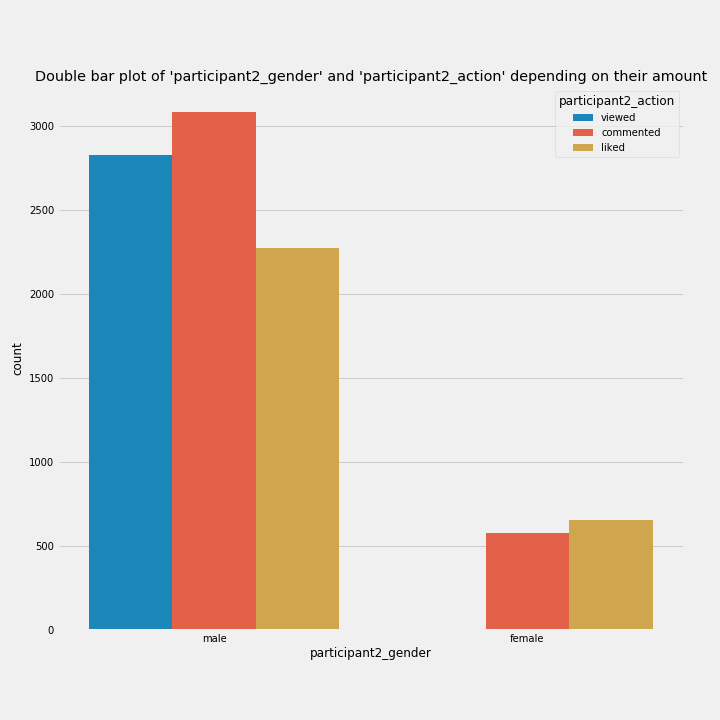 Double bar plot of 'participant2_gender' and 'participant2_action' depending on their amount
participant2_action
viewed
commented
liked
3000
2500
2000
1500
1000
500
0
count
male
female
participant2_gender